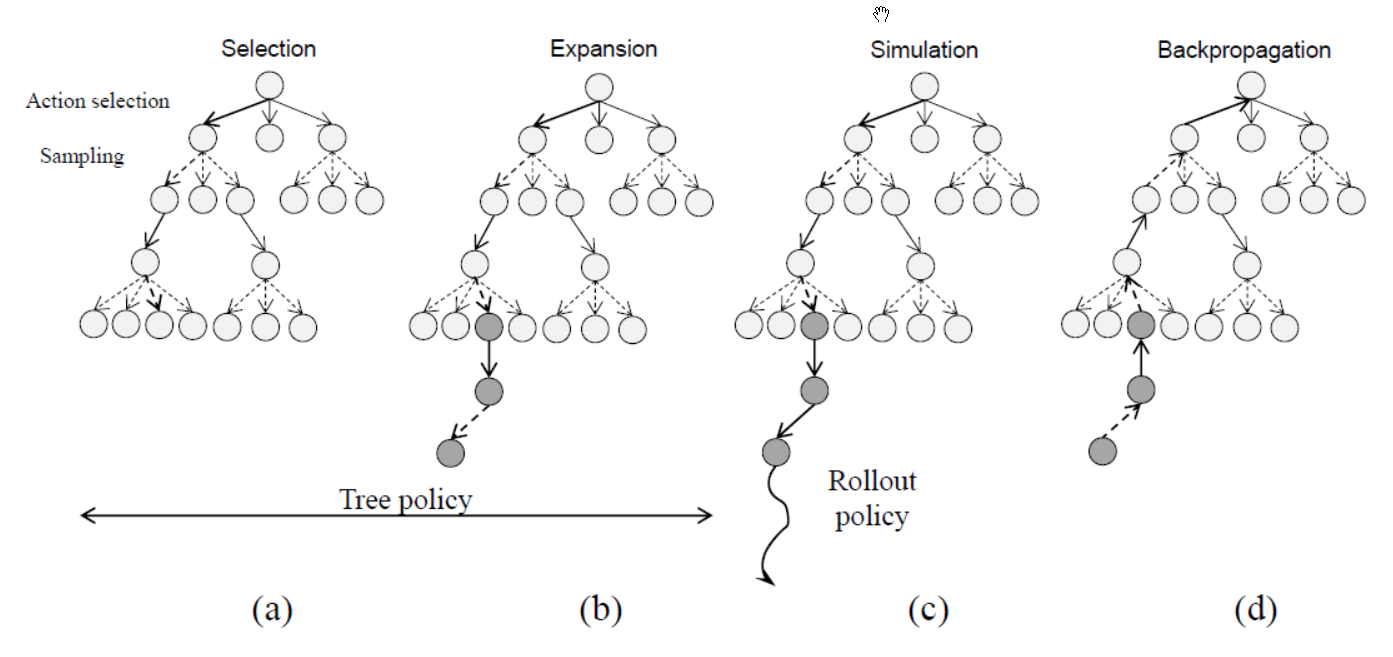 Selection
Expansion
Simulation
Backpropagation
Action selection
Sampling
Tree policy
Rollout
policy
(a)
(b)
(c)
(d)